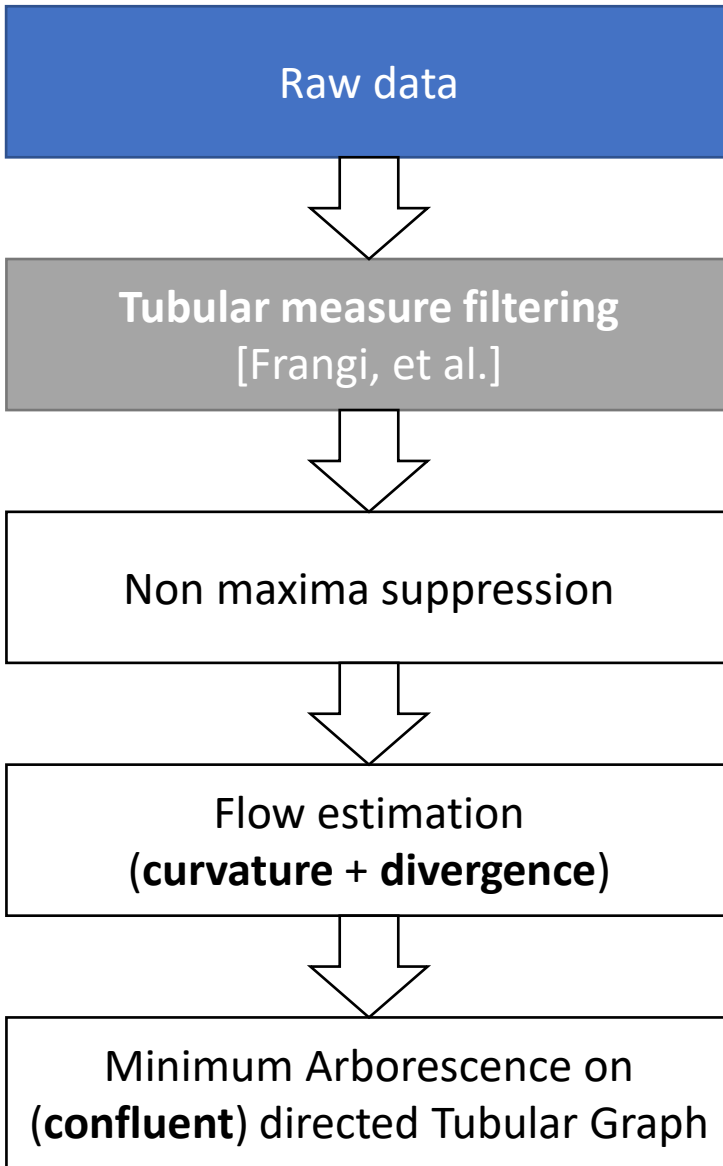 Raw data
Tubular measure filtering
[Frangi, et al.]
Non maxima suppression
Flow estimation
(curvature + divergence)
Minimum Arborescence on
(confluent) directed Tubular Graph